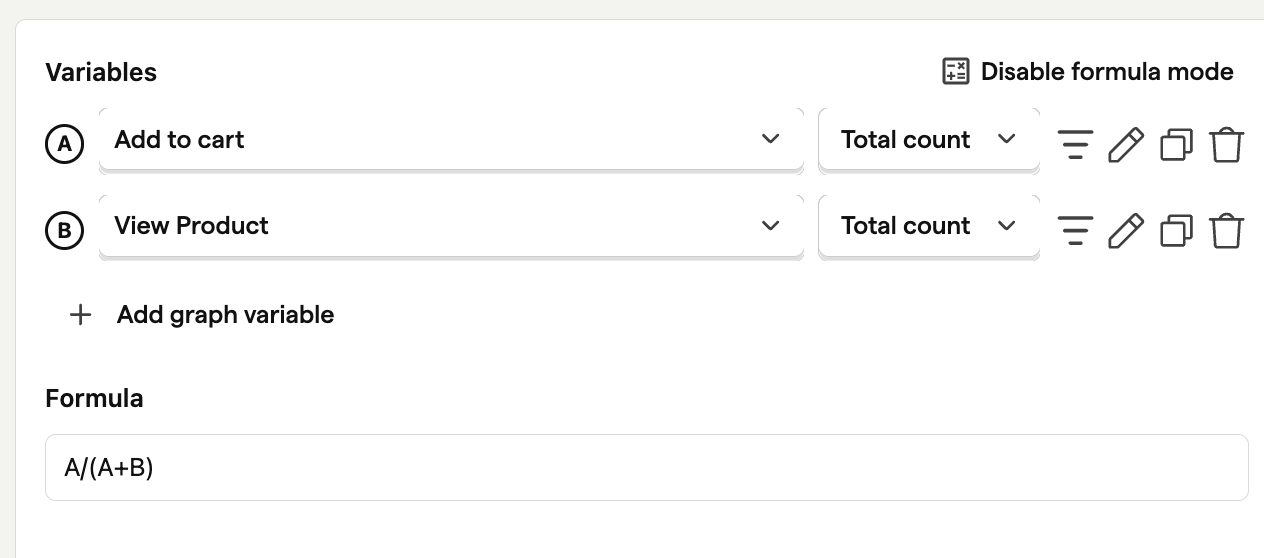 Variables
Disable formula mode
A Add to cart Total count
B View Product Total count
Add graph variable
Formula
A/(A+B)